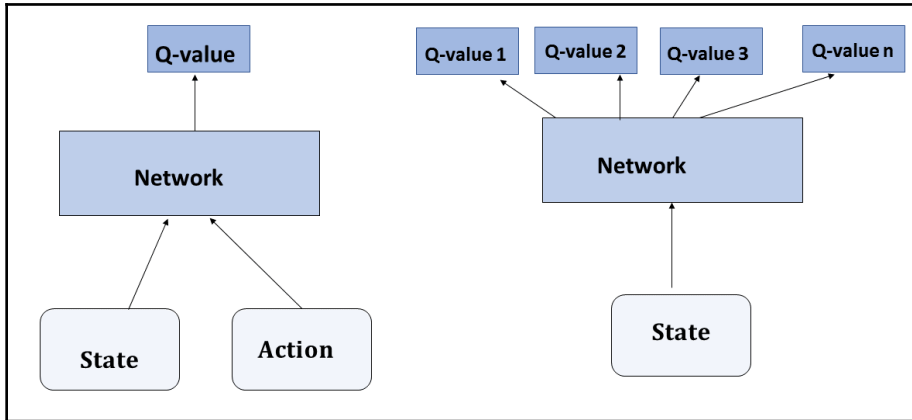 Q-value
Network
State
Action
Q-value 1
Q-value 2
Q-value 3
Q-value n
Network
State